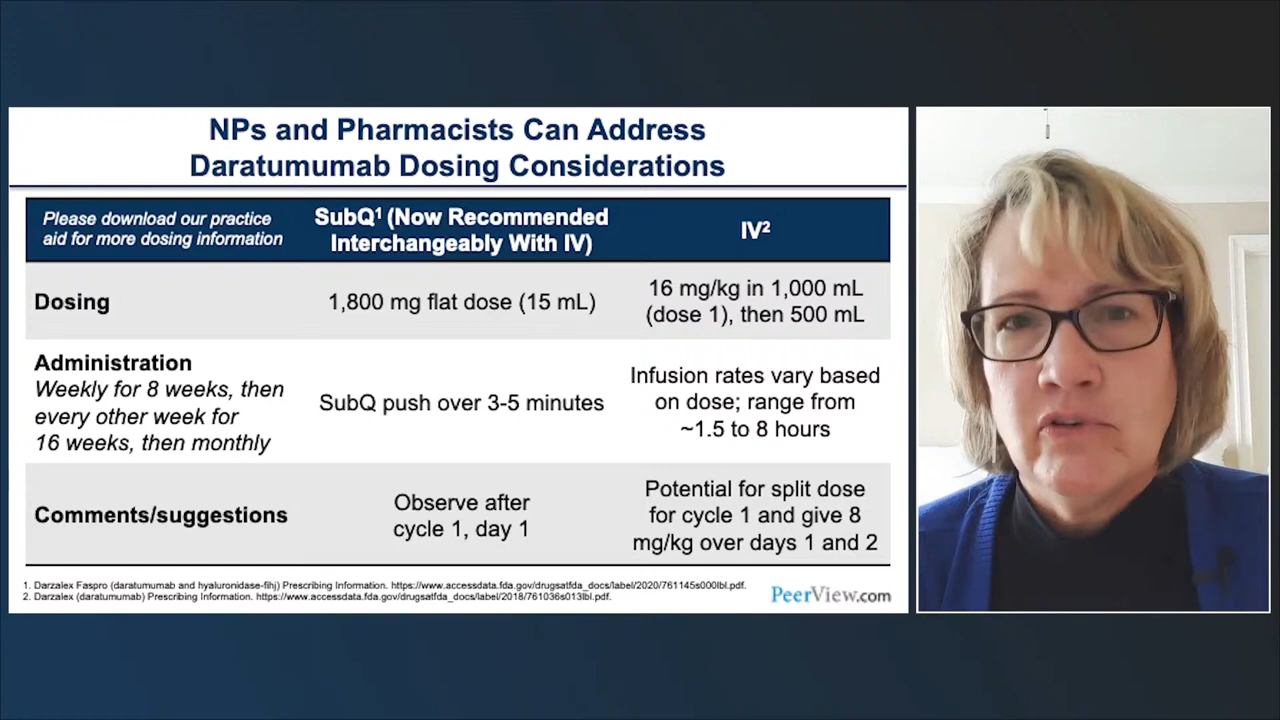 NPs and Pharmacists Can Address
Daratumumab Dosing Considerations
Please download our practice
aid for more dosing information
SubQ¹ (Now Recommended
Interchangeably With IV)
IV²
Dosing
1,800 mg flat dose (15 mL)
16 mg/kg in 1,000 mL
(dose 1), then 500 mL
Administration
Weekly for 8 weeks, then
every other week for
16 weeks, then monthly
SubQ push over 3-5 minutes
Infusion rates vary based
on dose; range from
~1.5 to 8 hours
Comments/suggestions
Observe after
cycle 1, day 1
Potential for split dose
for cycle 1 and give 8
mg/kg over days 1 and 2
1. Darzalex Faspro (daratumumab and hyaluronidase-fihj) Prescribing Information. https://www.accessdata.fda.gov/drugsatfda_docs/label/2020/761145s000lbl.pdf.
2. Darzalex (daratumumab) Prescribing Information. https://www.accessdata.fda.gov/drugsatfda_docs/label/2018/761036s013lbl.pdf.
PeerView.com